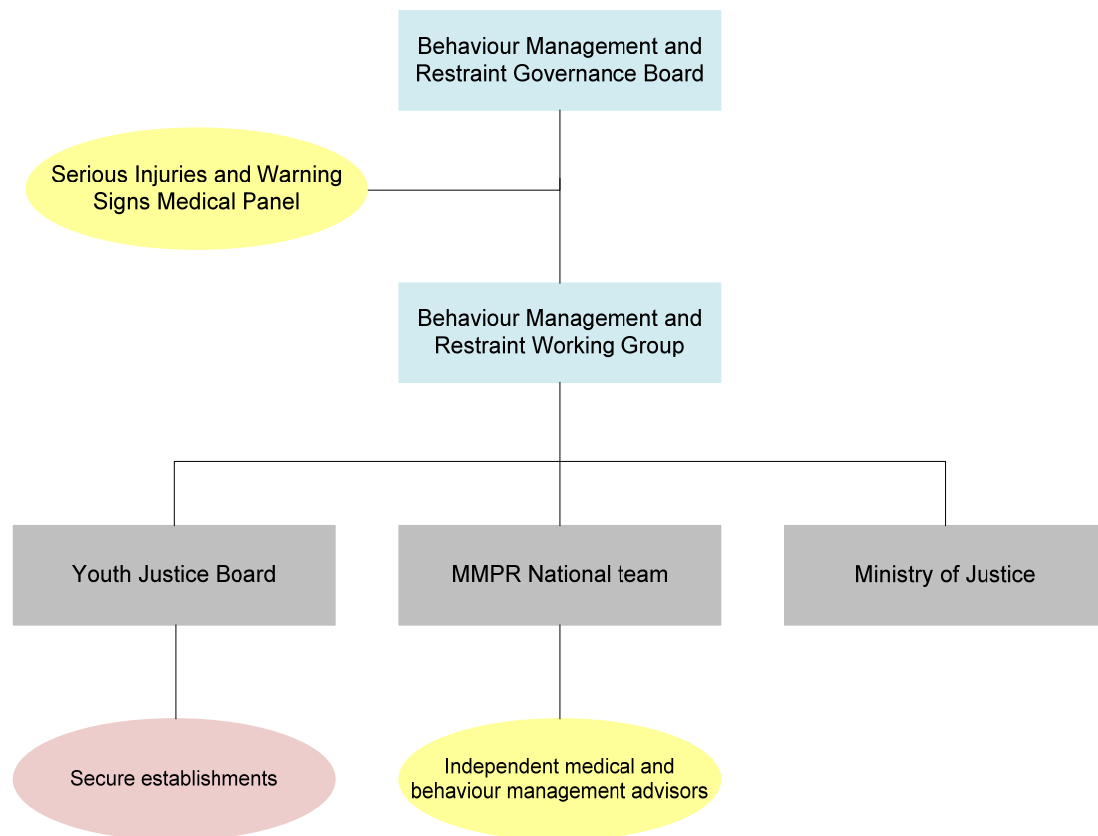 Behaviour Management and
Restraint Governance Board
Serious Injuries and Warning
Signs Medical Panel
Behaviour Management and
Restraint Working Group
Youth Justice Board
MMPR National team
Ministry of Justice
Secure establishments
Independent medical and
behaviour management advisors